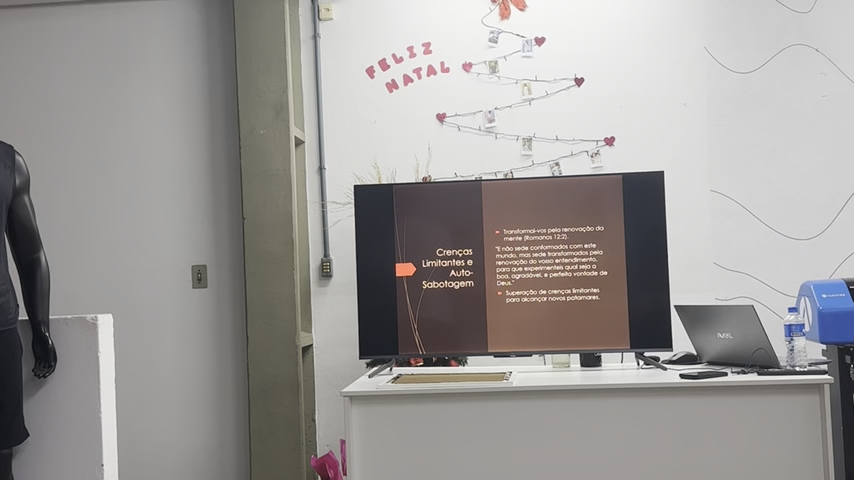 FELIZ
NATAL
Crenças
Limitantes e
Auto-
Sabotagem
Transformai-vos pela renovação da
mente (Romanos 12:2).
"E não sede conformados com este
mundo, mas sede transformados pela
renovação do vosso entendimento,
para que experimenteis qual seja a
boa, agradável, e perfeita vontade de
Deus."
Superação de crenças limitantes
para alcançar novos patamares.